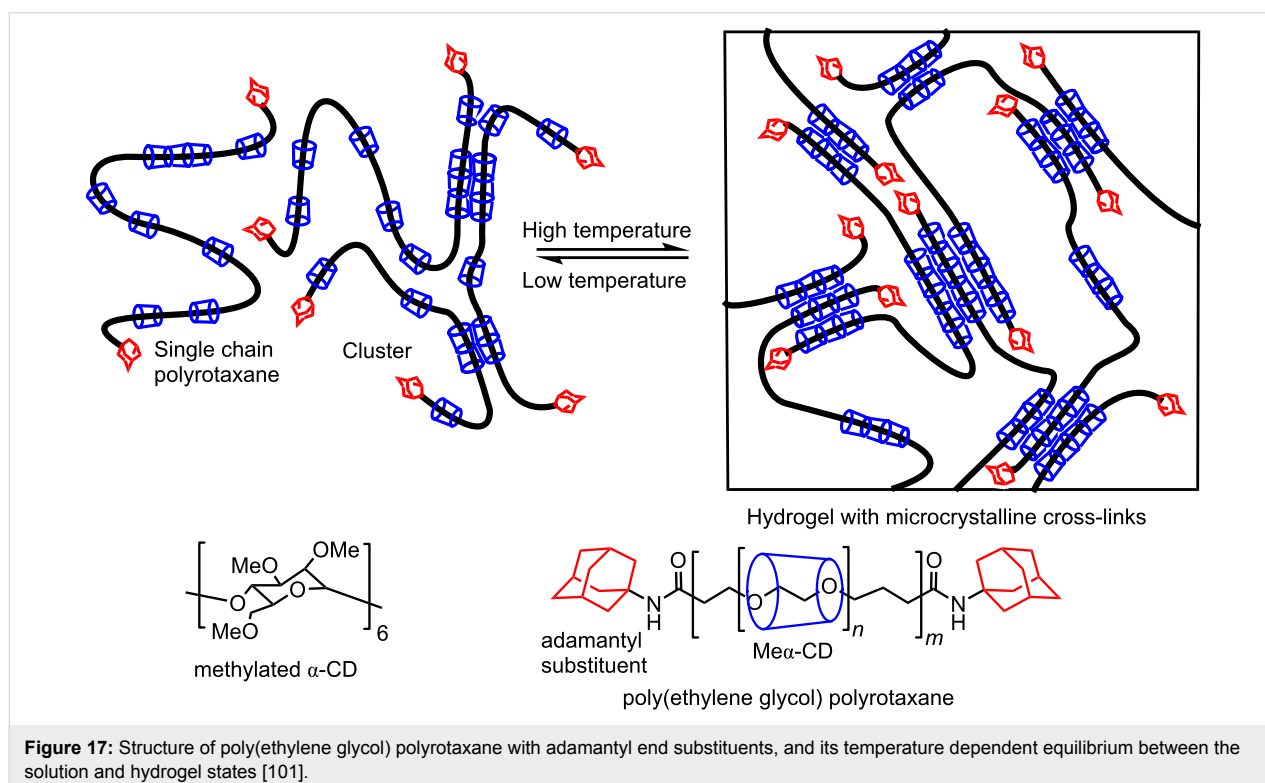 High temperature
Low temperature
Single chain
polyrotaxane
Cluster
Hydrogel with microcrystalline cross-links
OMe
MeO
O
O
MeO
6
methylated α-CD
O
N
H
O
O
n
m
O
N
H
adamantyl
substituent
Meα-CD
poly(ethylene glycol) polyrotaxane
Figure 17: Structure of poly(ethylene glycol) polyrotaxane with adamantyl end substituents, and its temperature dependent equilibrium between the
solution and hydrogel states [101].